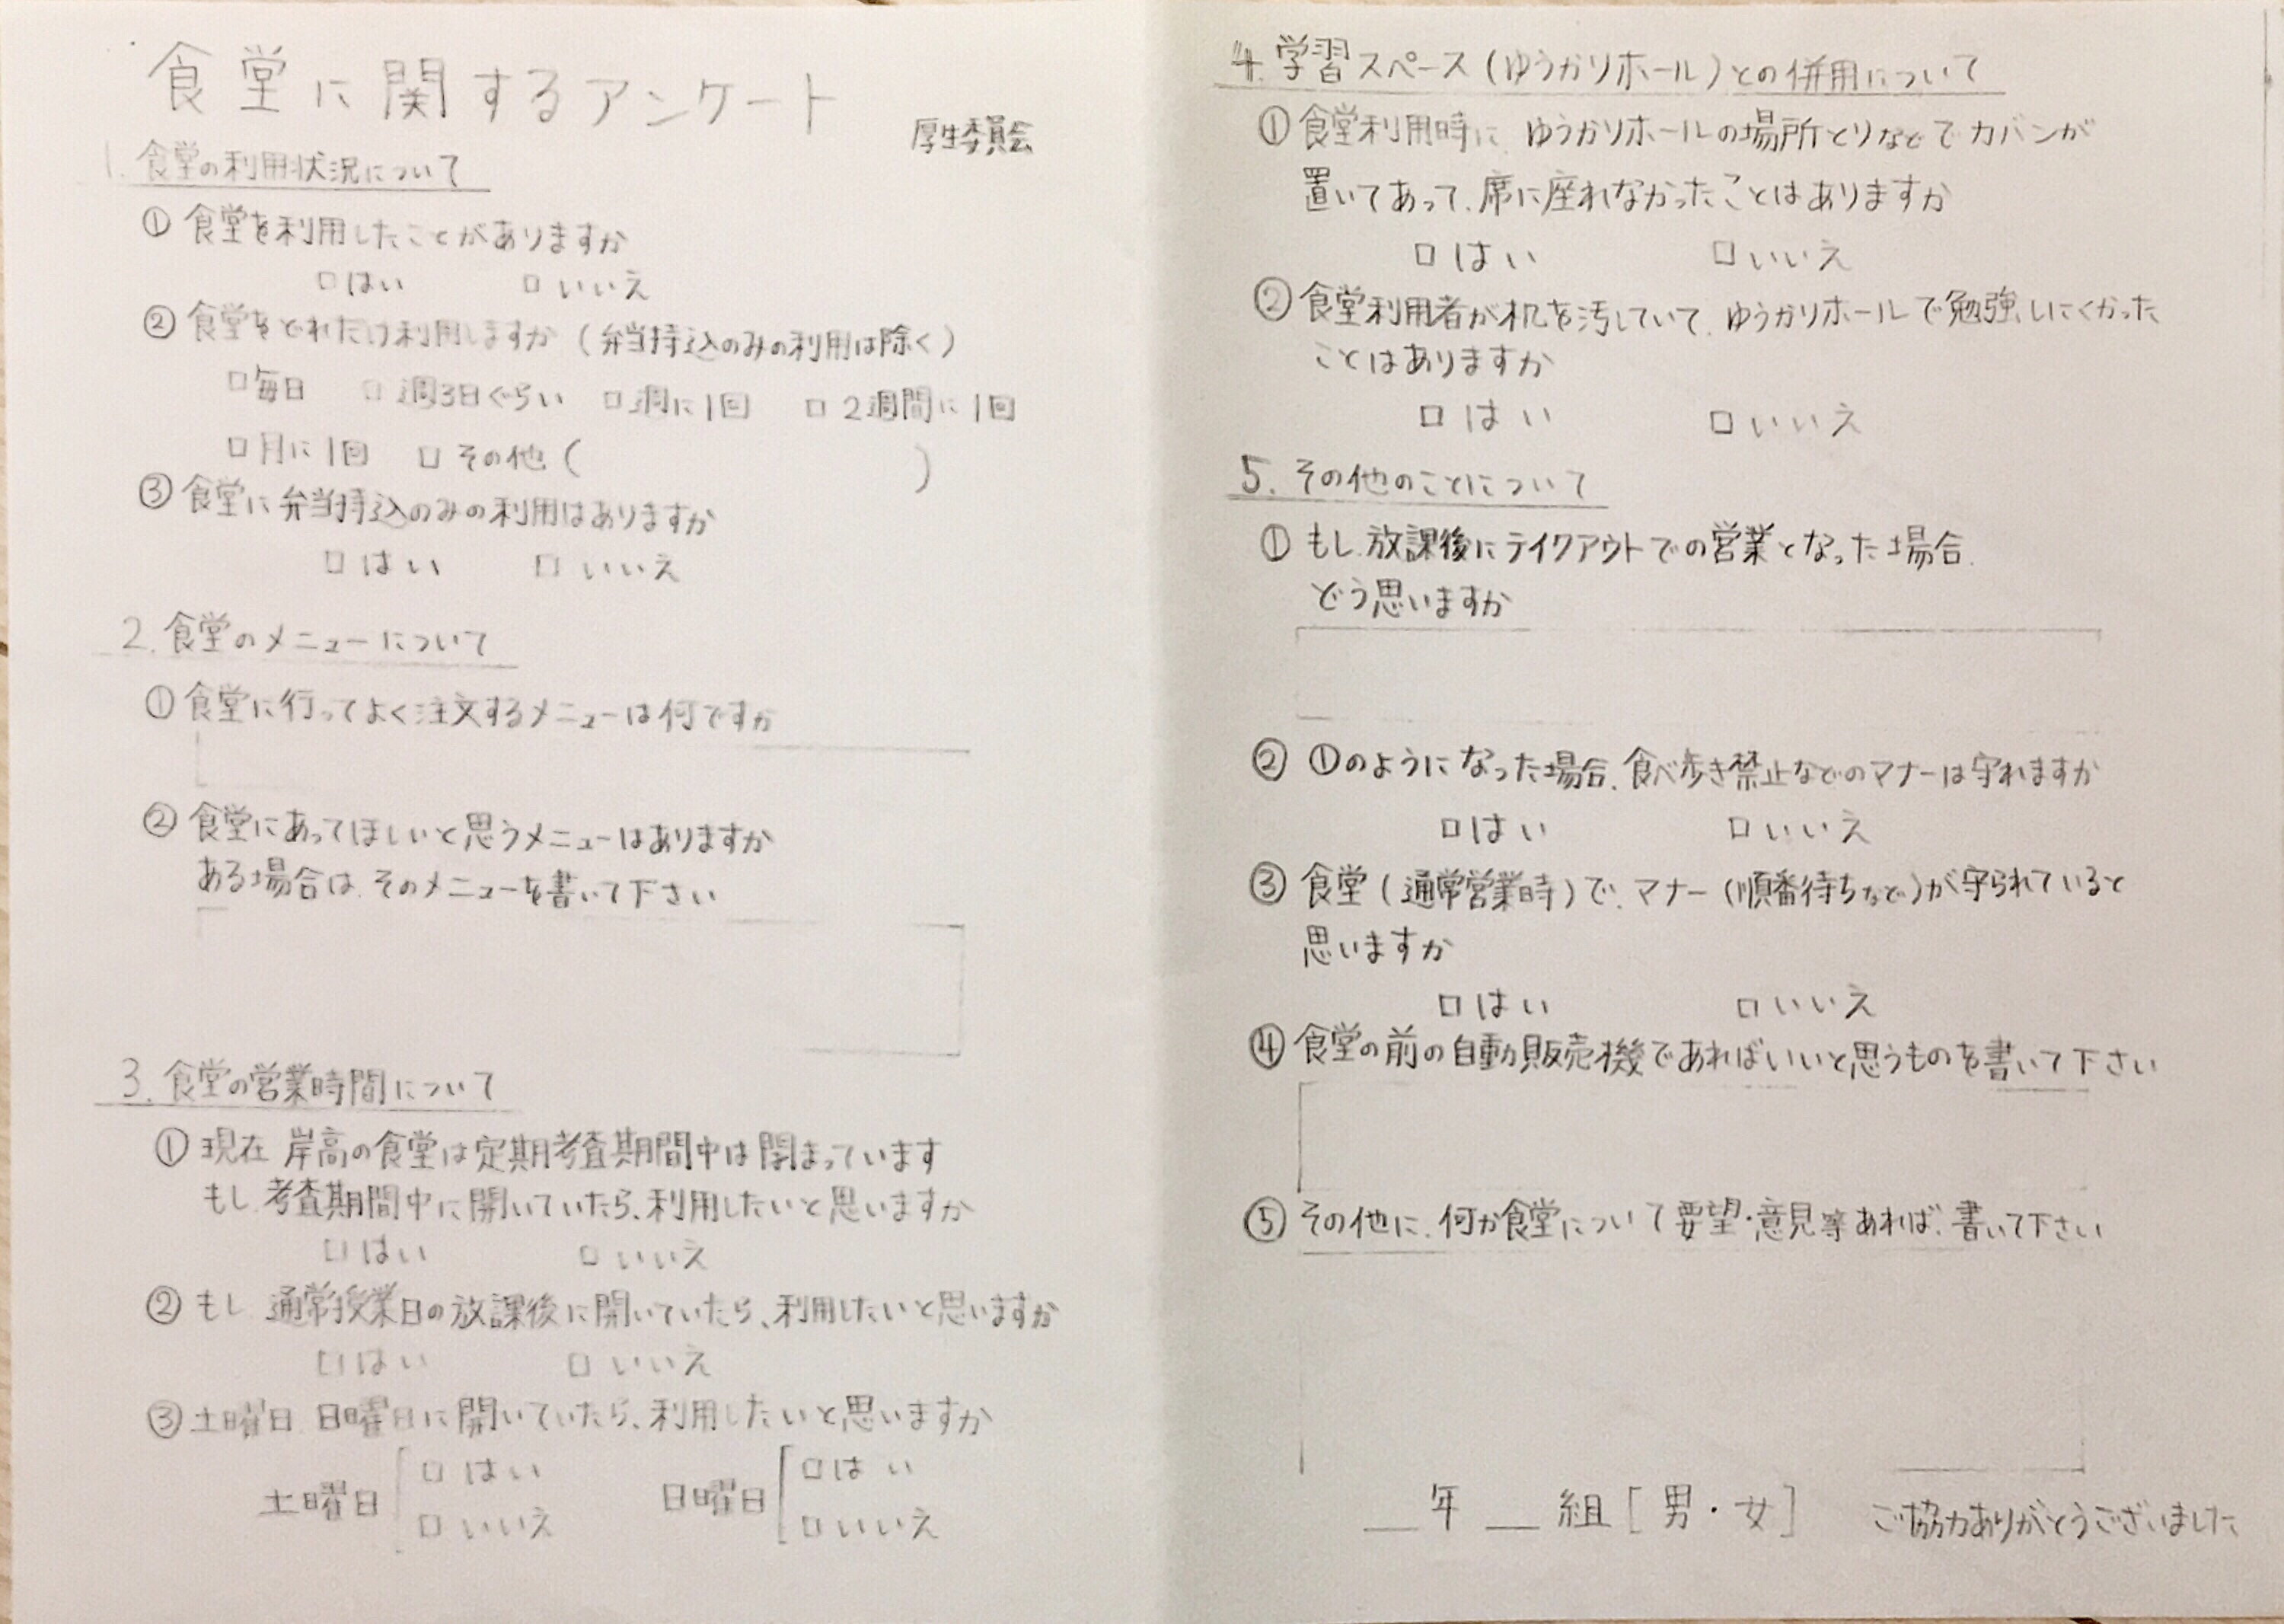 食堂に関するアンケート
厚生委員会
1. 食堂の利用状況について
① 食堂を利用したことがありますか
□はい □いいえ
② 食堂をどれだけ利用しますか (弁当持込のみの利用は除く)
□毎日 □週3日ぐらい □週に1回 □2週間に1回
□月に1回 □その他 ( )
③ 食堂に弁当持込のみの利用はありますか
□はい □いいえ
2. 食堂のメニューについて
① 食堂に行ってよく注文するメニューは何ですか
② 食堂にあってほしいと思うメニューはありますか
ある場合は、そのメニューを書いて下さい
3. 食堂の営業時間について
① 現在 岸高の食堂は定期考査期間中は閉まっています
もし、考査期間中に開いていたら、利用したいと思いますか
□はい □いいえ
② もし、通常授業日の放課後に開いていたら、利用したいと思いますか
□はい □いいえ
③ 土曜日、日曜日に開いていたら、利用したいと思いますか
土曜日 □はい 日曜日 □はい
□いいえ □いいえ
4. 学習スペース(ゆうかりホール)との併用について
① 食堂利用時に、ゆうかりホールの場所とりなどでカバンが
置いてあって、席に座れなかったことはありますか
□はい □いいえ
② 食堂利用者が机を汚していて、ゆうかりホールで勉強しにくかった
ことはありますか
□はい □いいえ
5. その他のことについて
① もし、放課後にテイクアウトでの営業となった場合、
どう思いますか
② ①のようになった場合、食べ歩き禁止などのマナーは守れますか
□はい □いいえ
③ 食堂(通常営業時)で、マナー(順番待ちなど)が守られていると
思いますか
□はい □いいえ
④ 食堂の前の自動販売機であればいいと思うものを書いて下さい
⑤ その他に、何か食堂について要望・意見等あれば、書いて下さい
__年 __組 [男・女] ご協力ありがとうございました